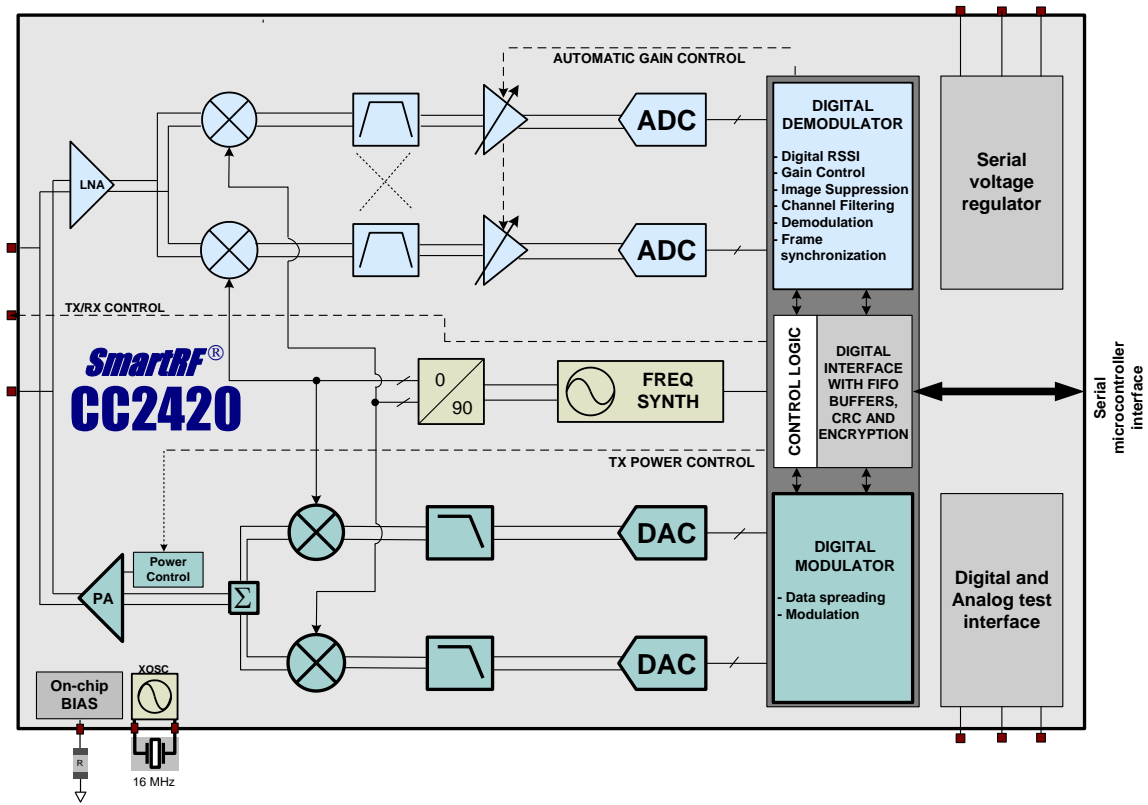 AUTOMATIC GAIN CONTROL
ADC
LNA
ADC
DIGITAL
DEMODULATOR
- Digital RSSI
- Gain Control
- Image Suppression
- Channel Filtering
- Demodulation
- Frame
synchronization
Serial
voltage
regulator
TX/RX CONTROL
SmartRF®
CC2420
0
90
FREQ
SYNTH
CONTROL LOGIC
DIGITAL
INTERFACE
WITH FIFO
BUFFERS,
CRC AND
ENCRYPTION
Serial
microcontroller
interface
TX POWER CONTROL
Power
Control
PA
Σ
DAC
DAC
DIGITAL
MODULATOR
- Data spreading
- Modulation
Digital and
Analog test
interface
On-chip
BIAS
XOSC
R
16 MHz